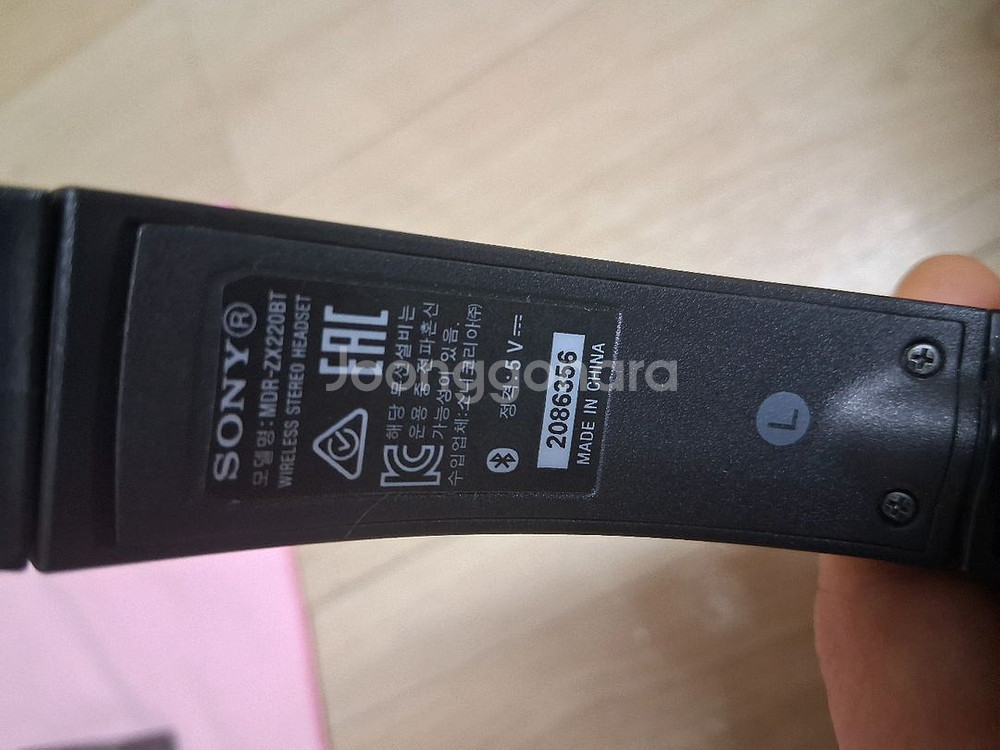 SONY®
모델명:MDR-ZX220BT
WIRELESS STEREO HEADSET
EAC
해당 무선설비는
운용 중 전파혼신
가능성이 있음.
수입업체:소니코리아㈜
정격:5 V⎓
2086356
MADE IN CHINA
L
Joonggonara